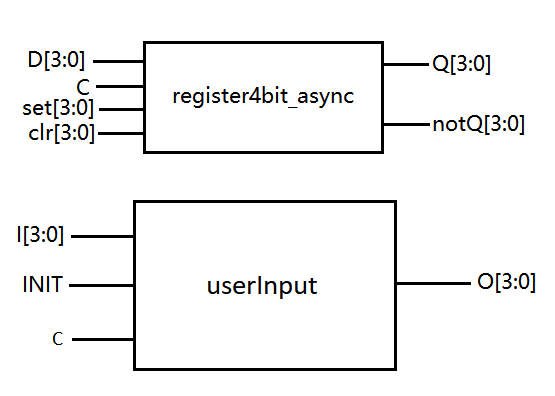 D[3:0]
C
set[3:0]
clr[3:0]
register4bit_async
Q[3:0]
notQ[3:0]
I[3:0]
INIT
C
userInput
O[3:0]